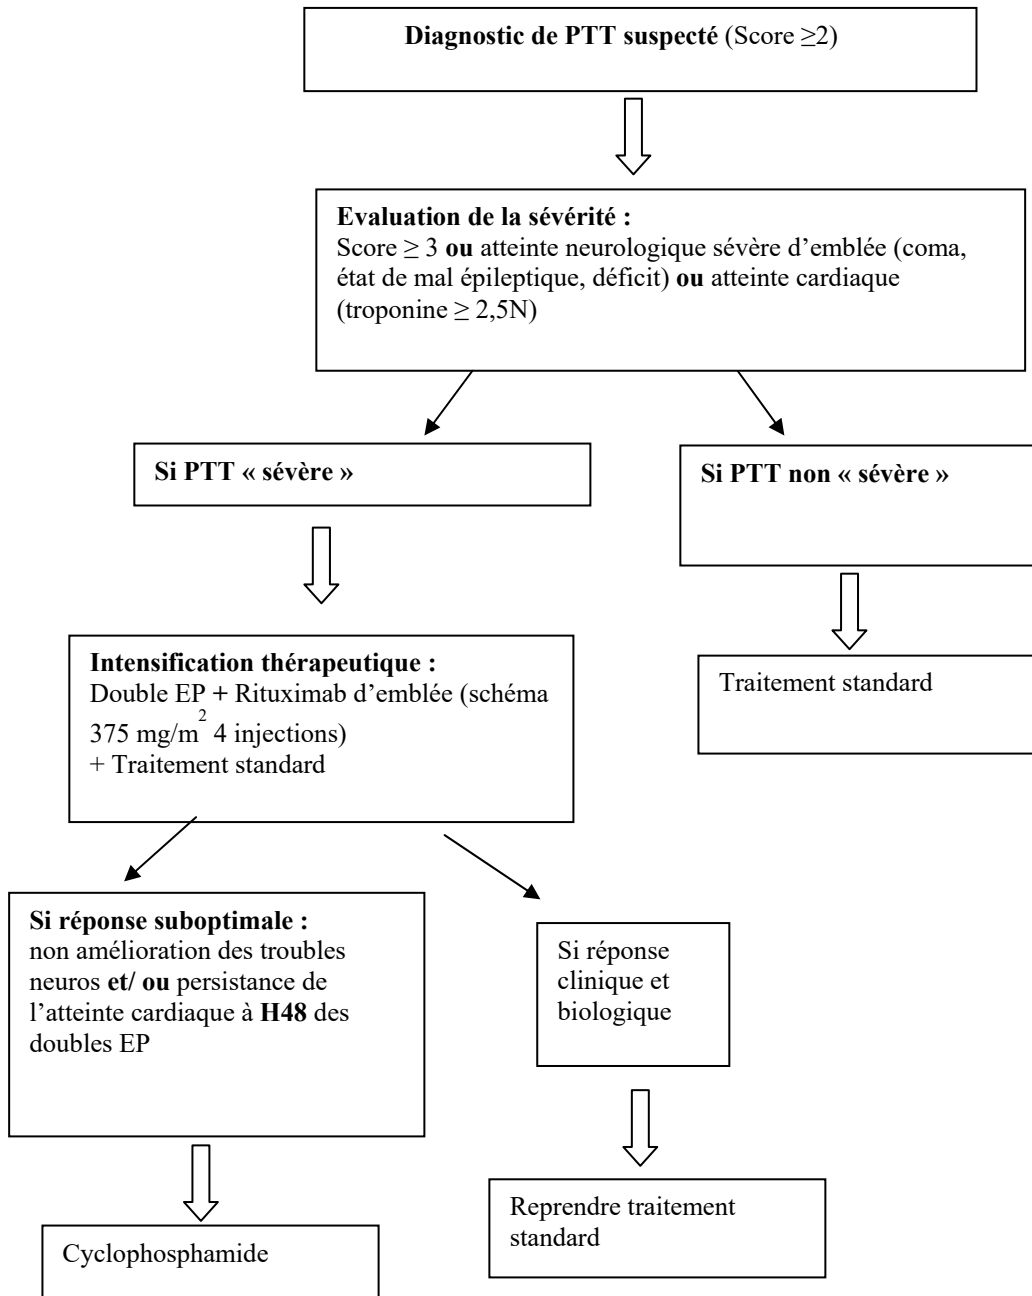 Diagnostic de PTT suspecté (Score ≥2)
Evaluation de la sévérité :
Score ≥ 3 ou atteinte neurologique sévère d’emblée (coma,
état de mal épileptique, déficit) ou atteinte cardiaque
(troponine ≥ 2,5N)
Si PTT « sévère »
Si PTT non « sévère »
Intensification thérapeutique :
Double EP + Rituximab d’emblée (schéma
375 mg/m² 4 injections)
+ Traitement standard
Traitement standard
Si réponse suboptimale :
non amélioration des troubles
neuros et/ ou persistance de
l’atteinte cardiaque à H48 des
doubles EP
Si réponse
clinique et
biologique
Cyclophosphamide
Reprendre traitement
standard